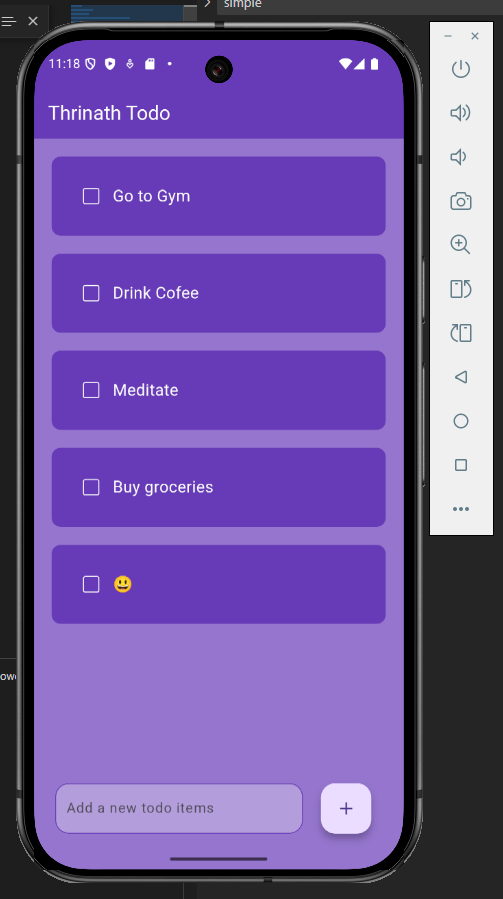 simple
11:18
Thrinath Todo
Go to Gym
Drink Cofee
Meditate
Buy groceries
😃
Add a new todo items
+